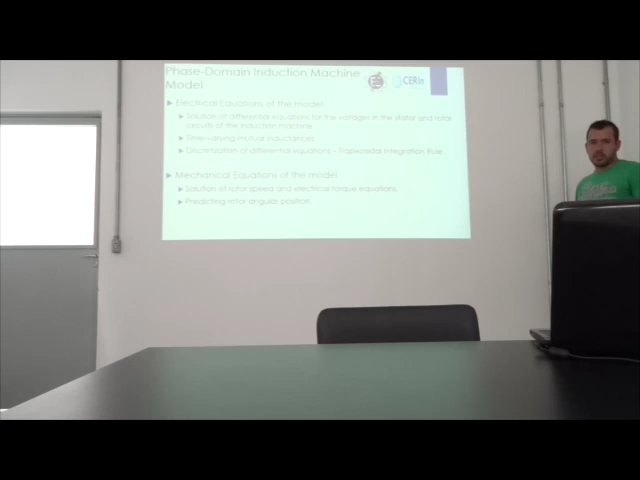 Phase-Domain Induction Machine
Model
CERin
Electrical Equations of the model
Solution of differential equations for the voltages in the stator and rotor
circuits of the induction machine
Time-varying mutual inductances
Discretization of differential equations – Trapezoidal Integration Rule
Mechanical Equations of the model
Solution of rotor speed and electrical torque equations.
Predicting rotor angular position.